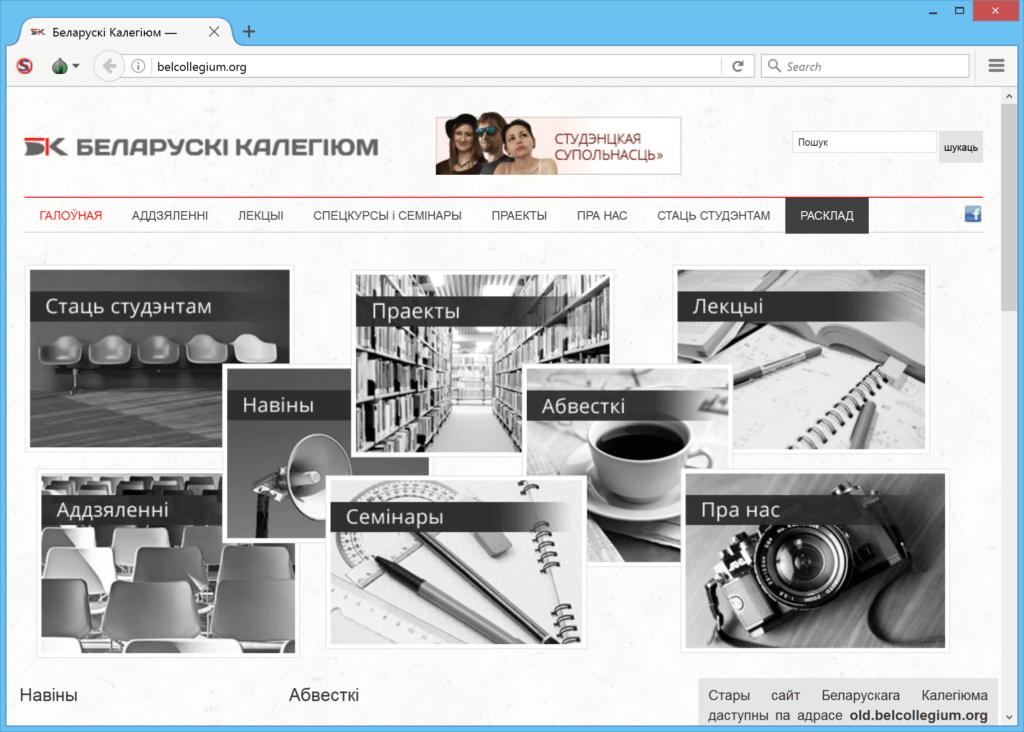 Беларускі Калегіюм —
belcollegium.org
Search
БК БЕЛАРУСКІ КАЛЕГІЮМ
СТУДЭНЦКАЯ
СУПОЛЬНАСЦЬ»
Пошук
шукаць
ГАЛОЎНАЯ АДДЗЯЛЕННІ ЛЕКЦЫІ СПЕЦКУРСЫ і СЕМІНАРЫ ПРАЕКТЫ ПРА НАС СТАЦЬ СТУДЭНТАМ РАСКЛАД
Стаць студэнтам
Праекты
Лекцыі
Навіны
Абвесткі
Аддзяленні
Семінары
Пра нас
Навіны
Абвесткі
Стары сайт Беларускага Калегіюма
даступны па адрасе old.belcollegium.org